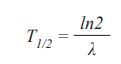 T1/2 = ln2/λ